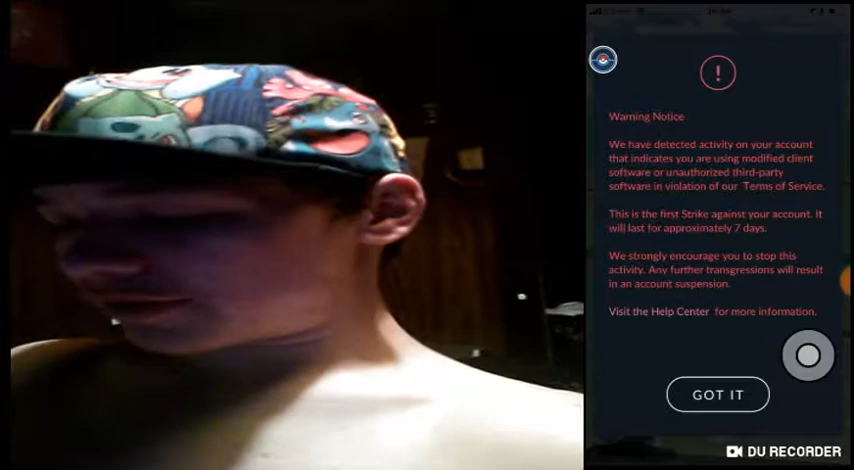 Warning Notice
We have detected activity on your account
that indicates you are using modified client
software or unauthorized third-party
software in violation of our Terms of Service.
This is the first Strike against your account. It
will last for approximately 7 days.
We strongly encourage you to stop this
activity. Any further transgressions will result
in an account suspension.
Visit the Help Center for more information.
GOT IT
DU RECORDER